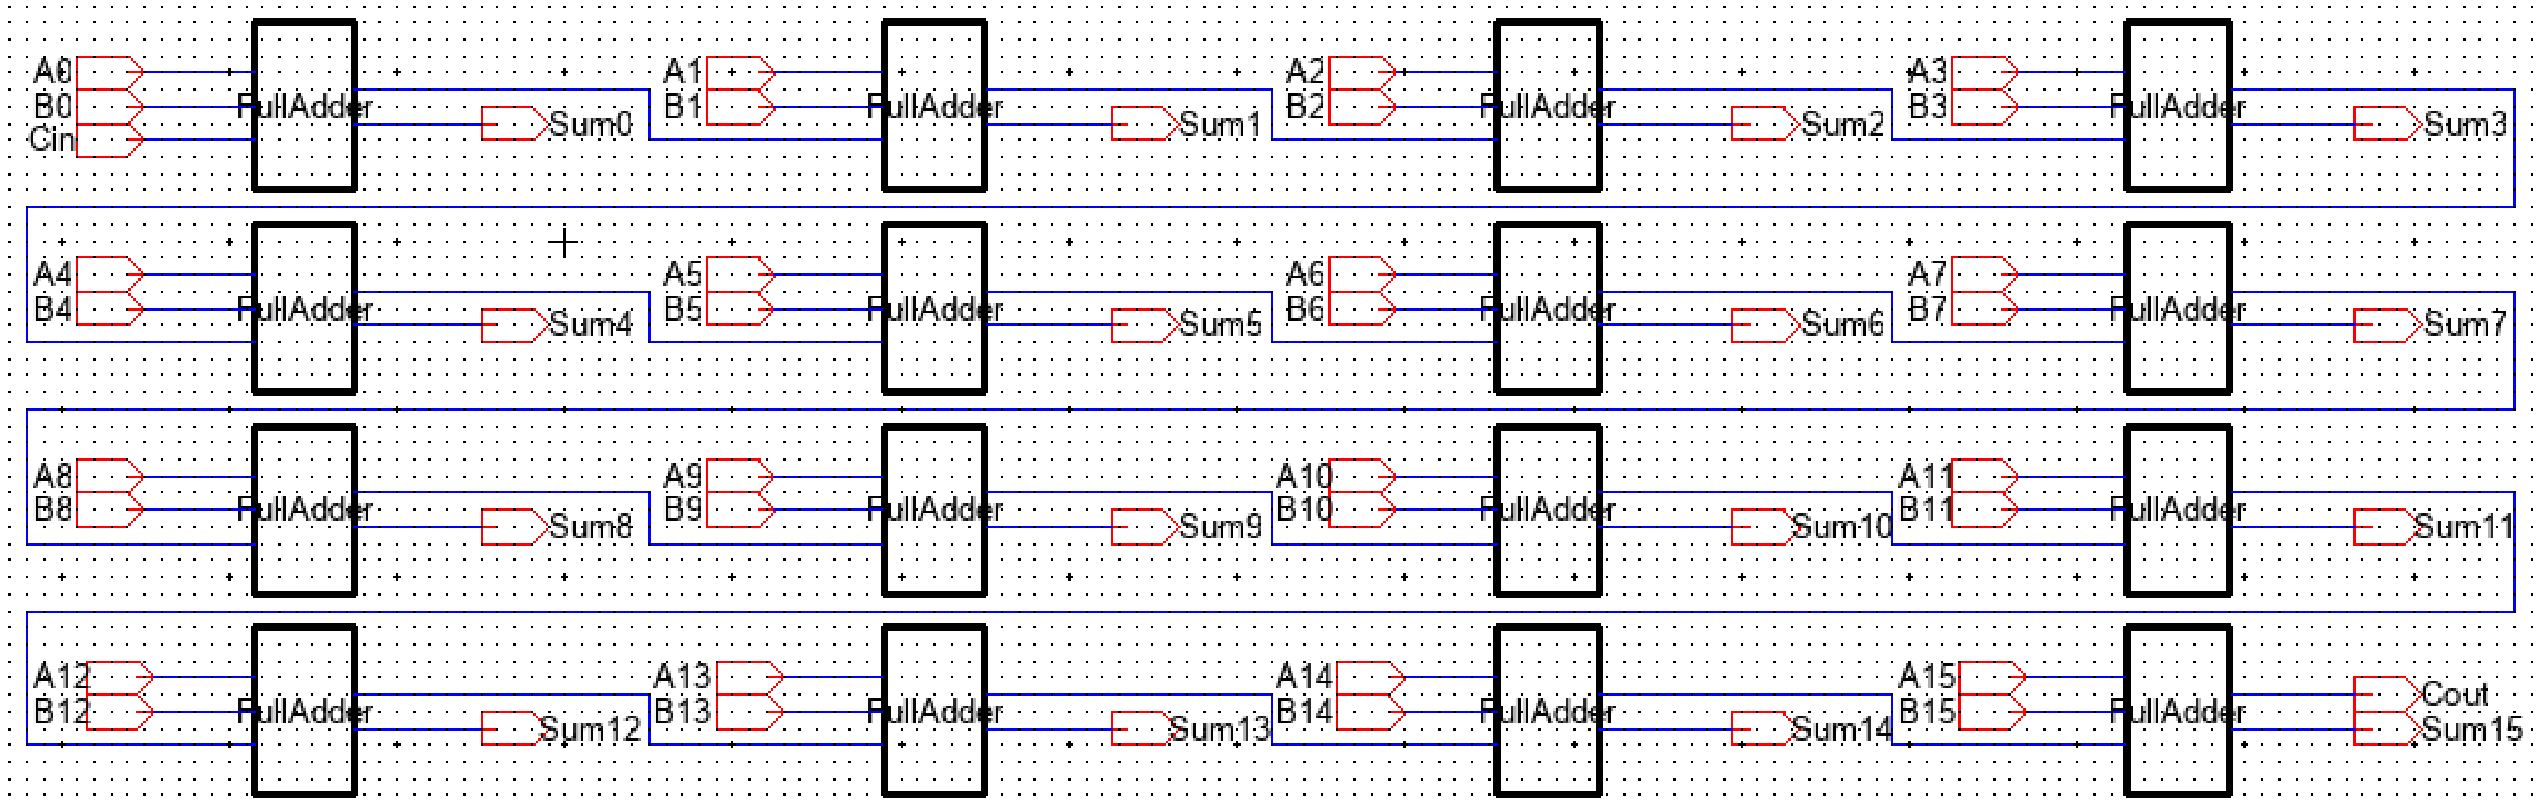 A0 FullAdder A1 FullAdder A2 FullAdder A3 FullAdder
B0 Sum0 B1 Sum1 B2 Sum2 B3 Sum3
Cin
A4 FullAdder A5 FullAdder A6 FullAdder A7 FullAdder
B4 Sum4 B5 Sum5 B6 Sum6 B7 Sum7
A8 FullAdder A9 FullAdder A10 FullAdder A11 FullAdder
B8 Sum8 B9 Sum9 B10 Sum10 B11 Sum11
A12 FullAdder A13 FullAdder A14 FullAdder A15 FullAdder Cout
B12 Sum12 B13 Sum13 B14 Sum14 B15 Sum15